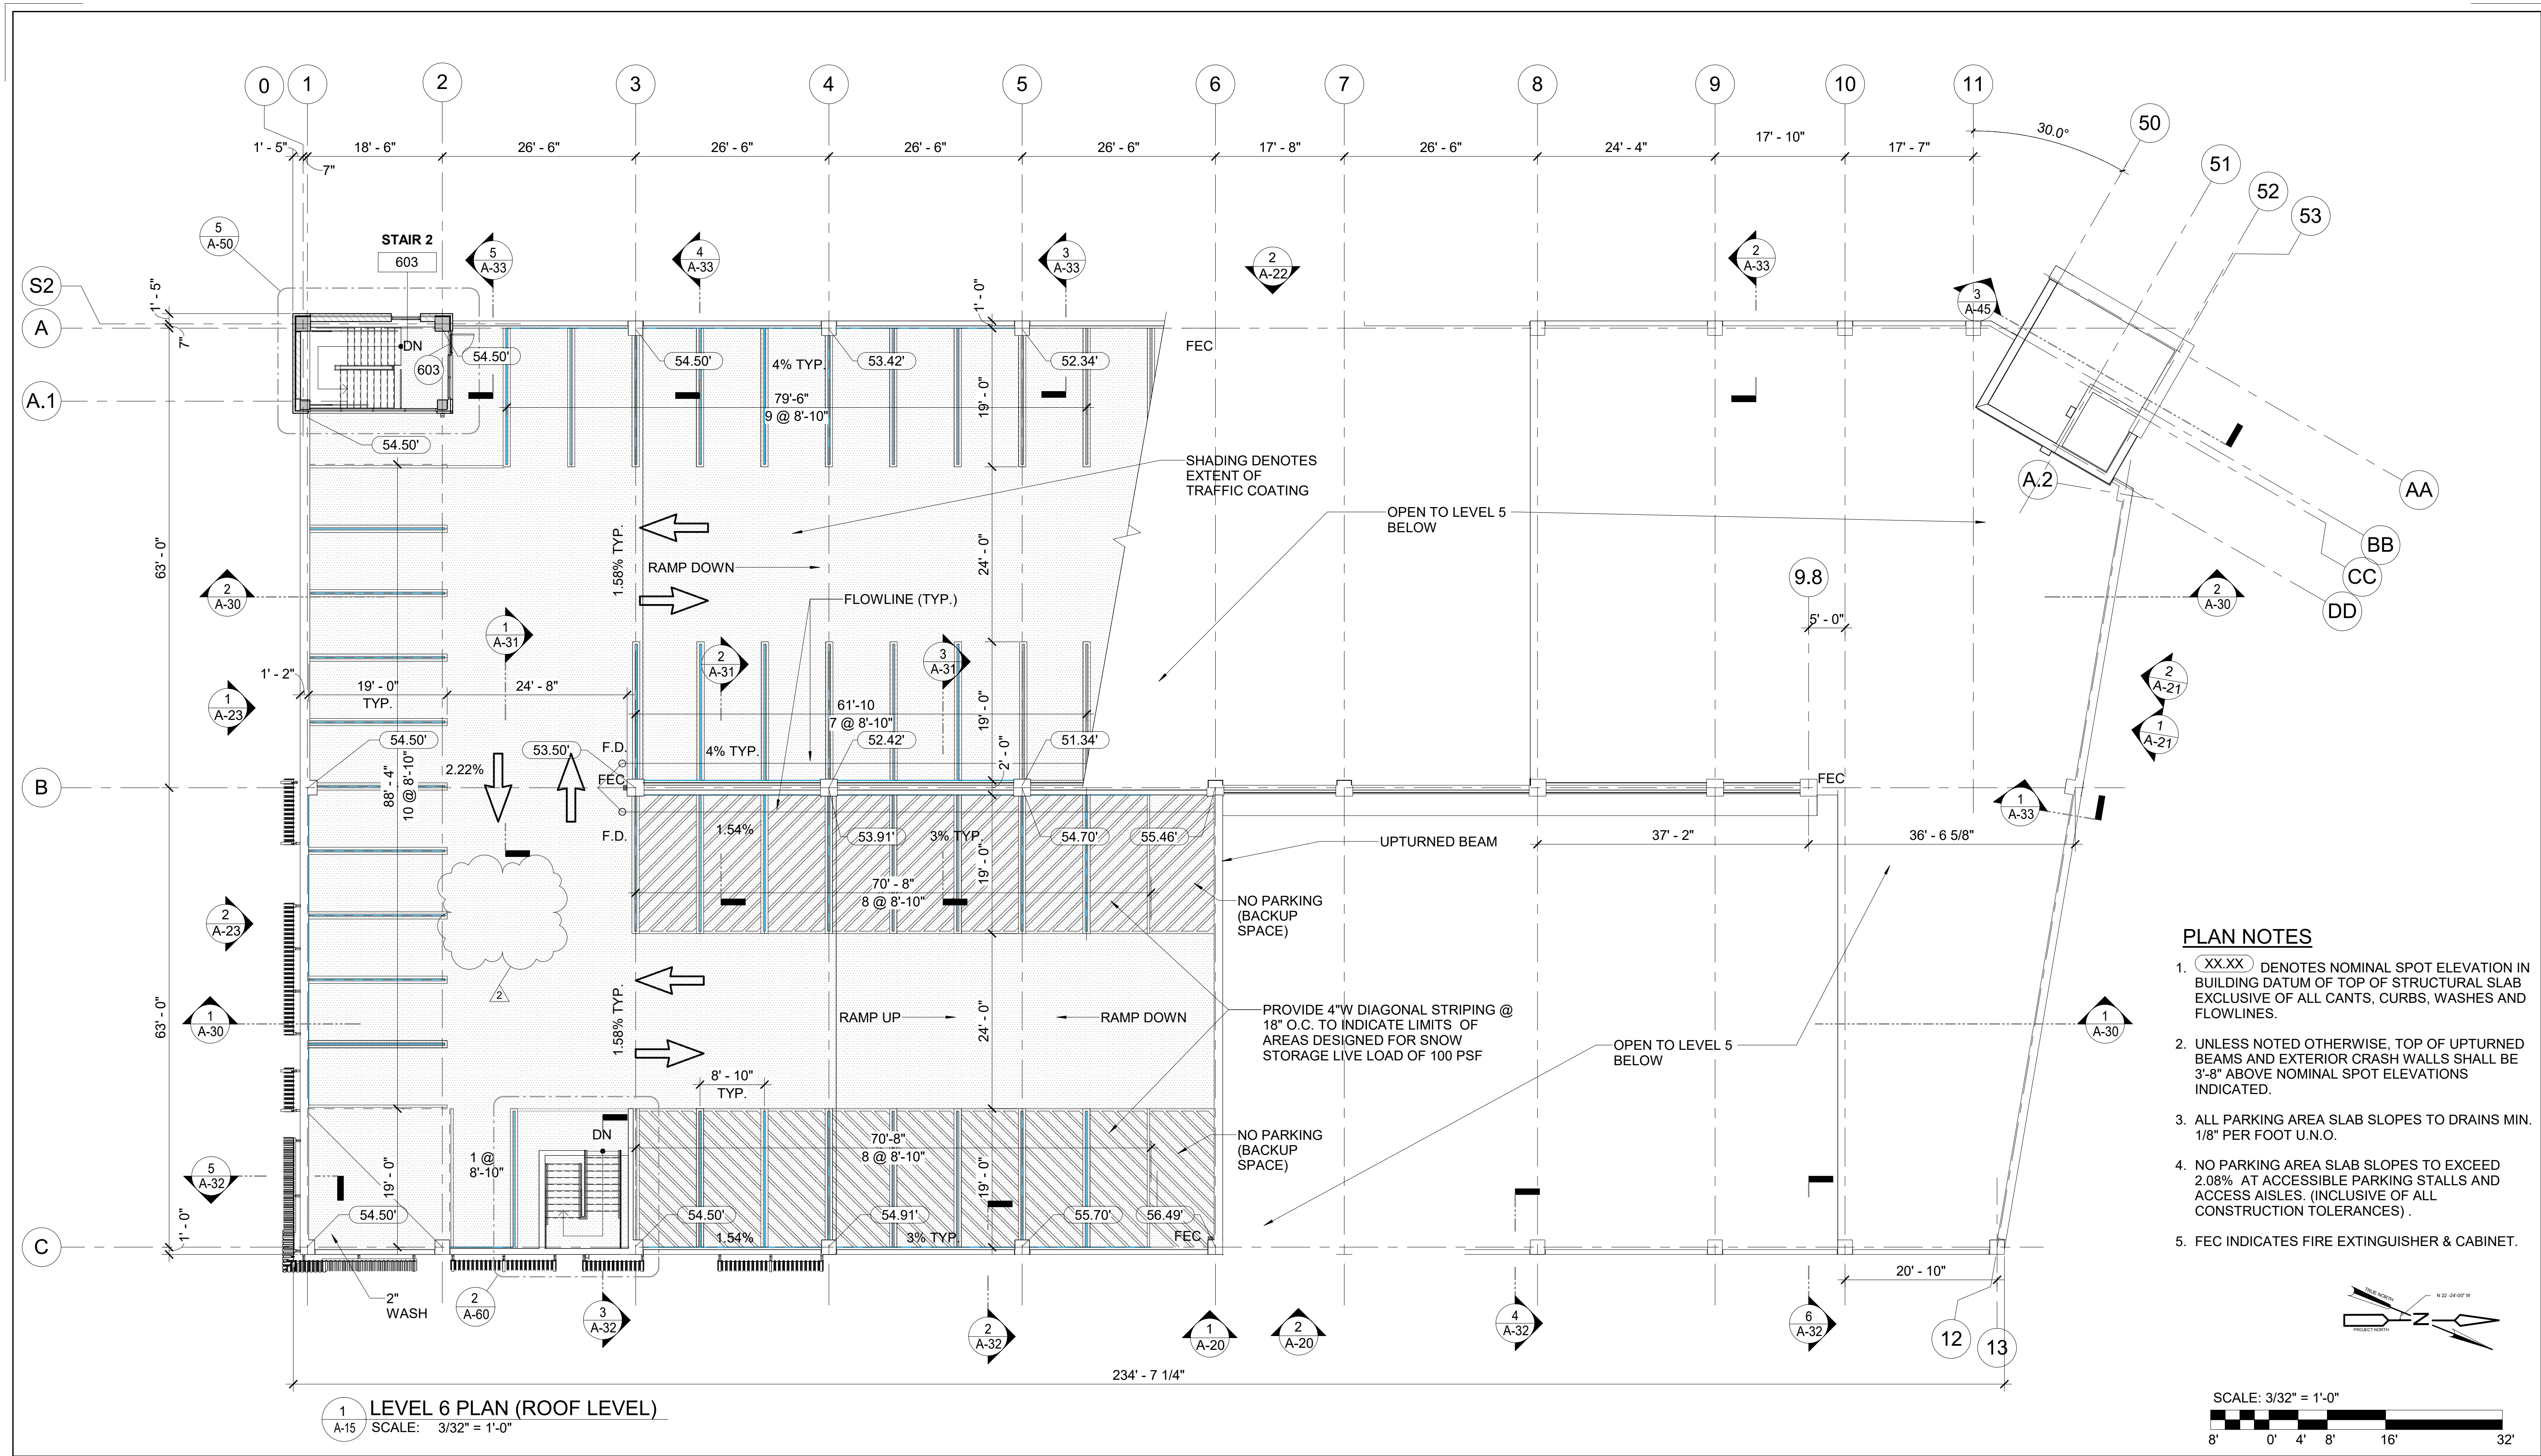 0
1
2
3
4
5
6
7
8
9
10
11
50
51
52
53
30.0°
1' - 5"
7"
18' - 6"
26' - 6"
26' - 6"
26' - 6"
26' - 6"
17' - 8"
26' - 6"
24' - 4"
17' - 10"
17' - 7"
5
A-50
STAIR 2
603
5
A-33
4
A-33
3
A-33
2
A-22
2
A-33
3
A-45
S2
A
A.1
1' - 5"
7"
1' - 0"
DN
603
54.50'
54.50'
53.42'
52.34'
4% TYP.
FEC
79'-6"
9 @ 8'-10"
19' - 0"
54.50'
SHADING DENOTES
EXTENT OF
TRAFFIC COATING
A.2
AA
BB
CC
DD
OPEN TO LEVEL 5
BELOW
63' - 0"
1.58% TYP.
24' - 0"
RAMP DOWN
FLOWLINE (TYP.)
9.8
5' - 0"
2
A-30
2
A-30
1
A-31
2
A-31
3
A-31
1' - 2"
19' - 0"
TYP.
24' - 8"
1
A-23
61'-10
7 @ 8'-10"
19' - 0"
2
A-21
1
A-21
54.50'
53.50'
F.D.
4% TYP.
52.42'
51.34'
2' - 0"
2.22%
FEC
B
88' - 4"
10 @ 8'-10"
FEC
1
A-33
F.D.
1.54%
53.91'
3% TYP.
54.70'
55.46'
UPTURNED BEAM
37' - 2"
36' - 6 5/8"
19' - 0"
70' - 8"
8 @ 8'-10"
NO PARKING
(BACKUP
SPACE)
2
A-23
2
63' - 0"
1
A-30
1.58% TYP.
RAMP UP
RAMP DOWN
24' - 0"
PROVIDE 4"W DIAGONAL STRIPING @
18" O.C. TO INDICATE LIMITS OF
AREAS DESIGNED FOR SNOW
STORAGE LIVE LOAD OF 100 PSF
OPEN TO LEVEL 5
BELOW
1
A-30
8' - 10"
TYP.
DN
1 @
8'-10"
70'-8"
8 @ 8'-10"
NO PARKING
(BACKUP
SPACE)
5
A-32
19' - 0"
19' - 0"
54.50'
54.50'
54.91'
55.70'
56.49'
1.54%
3% TYP.
FEC
1' - 0"
C
20' - 10"
2"
WASH
2
A-60
3
A-32
2
A-32
1
A-20
2
A-20
4
A-32
6
A-32
12
13
234' - 7 1/4"
PLAN NOTES
1. XX.XX DENOTES NOMINAL SPOT ELEVATION IN
BUILDING DATUM OF TOP OF STRUCTURAL SLAB
EXCLUSIVE OF ALL CANTS, CURBS, WASHES AND
FLOWLINES.
2. UNLESS NOTED OTHERWISE, TOP OF UPTURNED
BEAMS AND EXTERIOR CRASH WALLS SHALL BE
3'-8" ABOVE NOMINAL SPOT ELEVATIONS
INDICATED.
3. ALL PARKING AREA SLAB SLOPES TO DRAINS MIN.
1/8" PER FOOT U.N.O.
4. NO PARKING AREA SLAB SLOPES TO EXCEED
2.08% AT ACCESSIBLE PARKING STALLS AND
ACCESS AISLES. (INCLUSIVE OF ALL
CONSTRUCTION TOLERANCES) .
5. FEC INDICATES FIRE EXTINGUISHER & CABINET.
TRUE NORTH
N 22 -24'-00" W
PROJECT NORTH
N
1
A-15
LEVEL 6 PLAN (ROOF LEVEL)
SCALE: 3/32" = 1'-0"
SCALE: 3/32" = 1'-0"
8' 0' 4' 8' 16' 32'